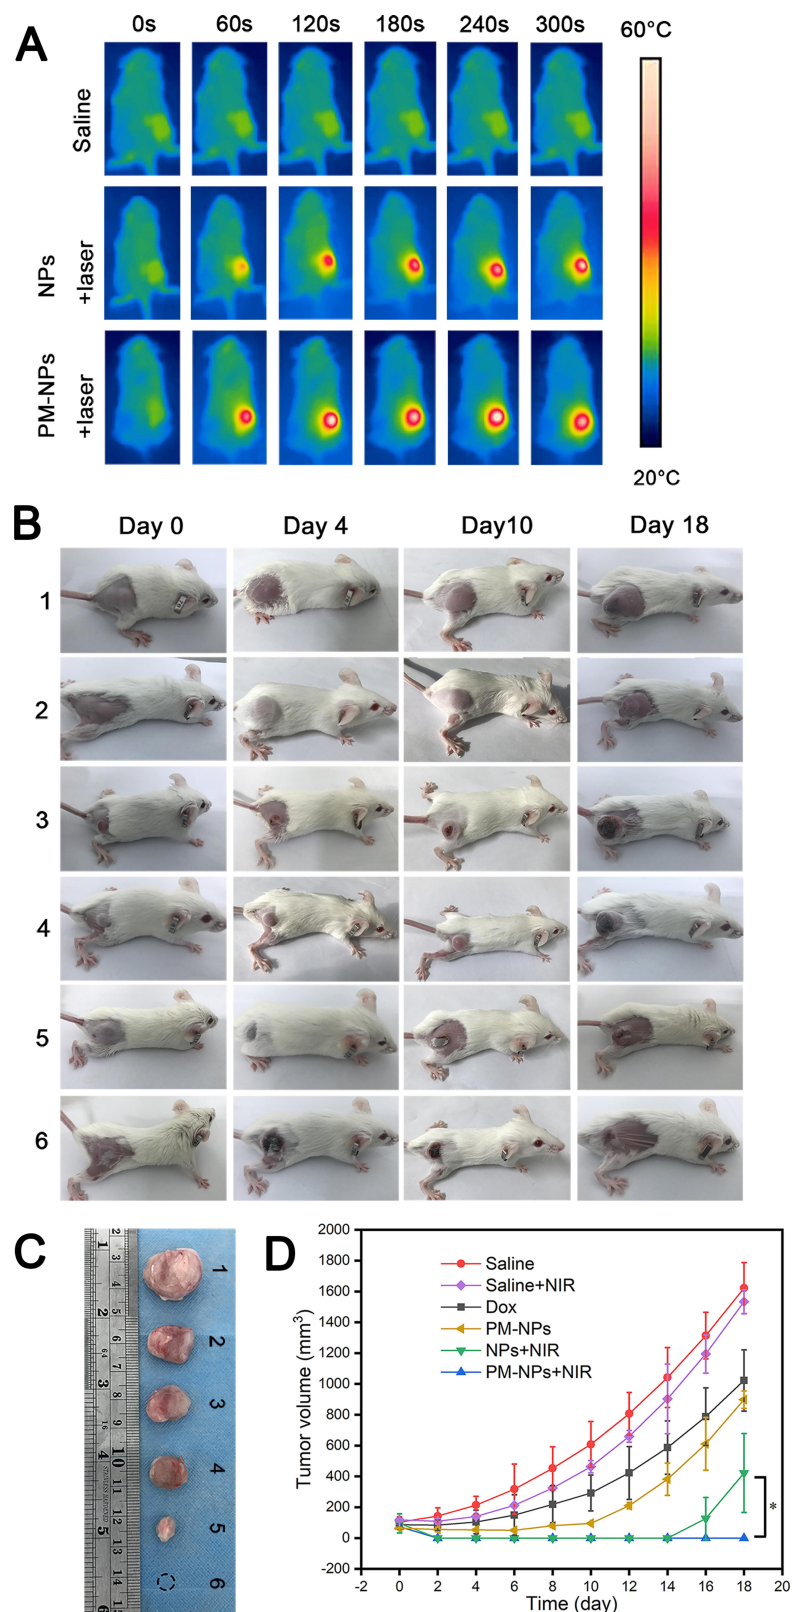 A
0s 60s 120s 180s 240s 300s 60°C
Saline
NPs
+laser
PM-NPs
+laser
20°C
B
Day 0 Day 4 Day10 Day 18
1
2
3
4
5
6
C
1
2
3
4
5
6
D
2000
1800
1600
1400
1200
1000
800
600
400
200
0
-200
Tumor volume (mm³)
Saline
Saline+NIR
Dox
PM-NPs
NPs+NIR
PM-NPs+NIR
*
-2 0 2 4 6 8 10 12 14 16 18 20
Time (day)